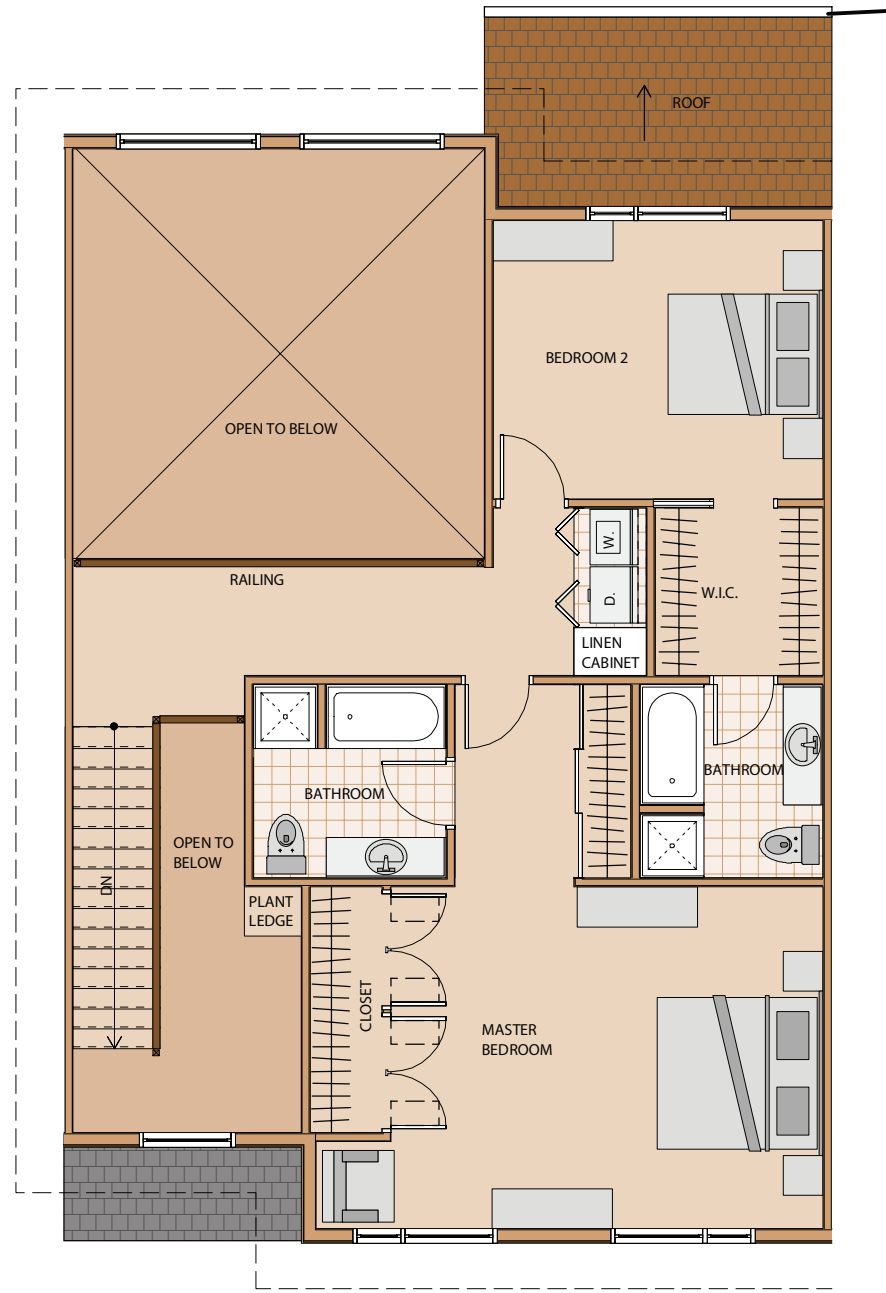 ROOF
BEDROOM 2
OPEN TO BELOW
W.
RAILING
D.
W.I.C.
LINEN
CABINET
BATHROOM
BATHROOM
OPEN TO
BELOW
DN
PLANT
LEDGE
CLOSET
MASTER
BEDROOM